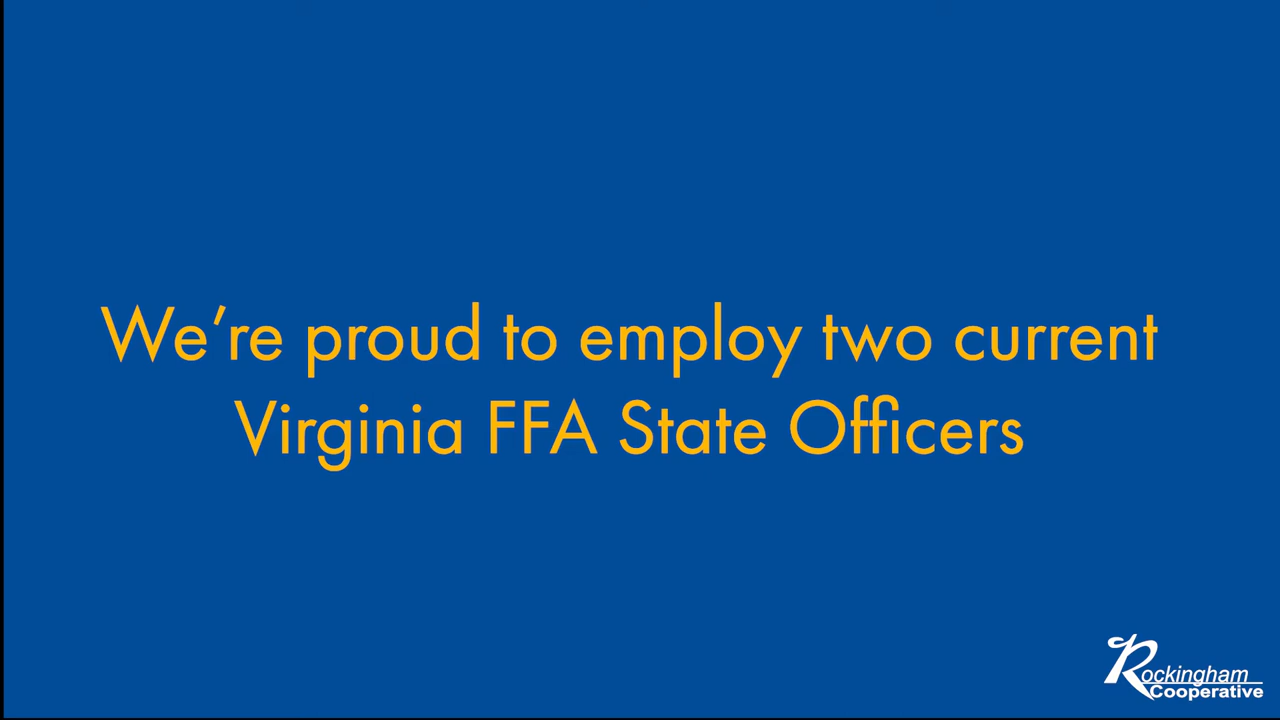 We’re proud to employ two current
Virginia FFA State Officers
Rockingham
Cooperative